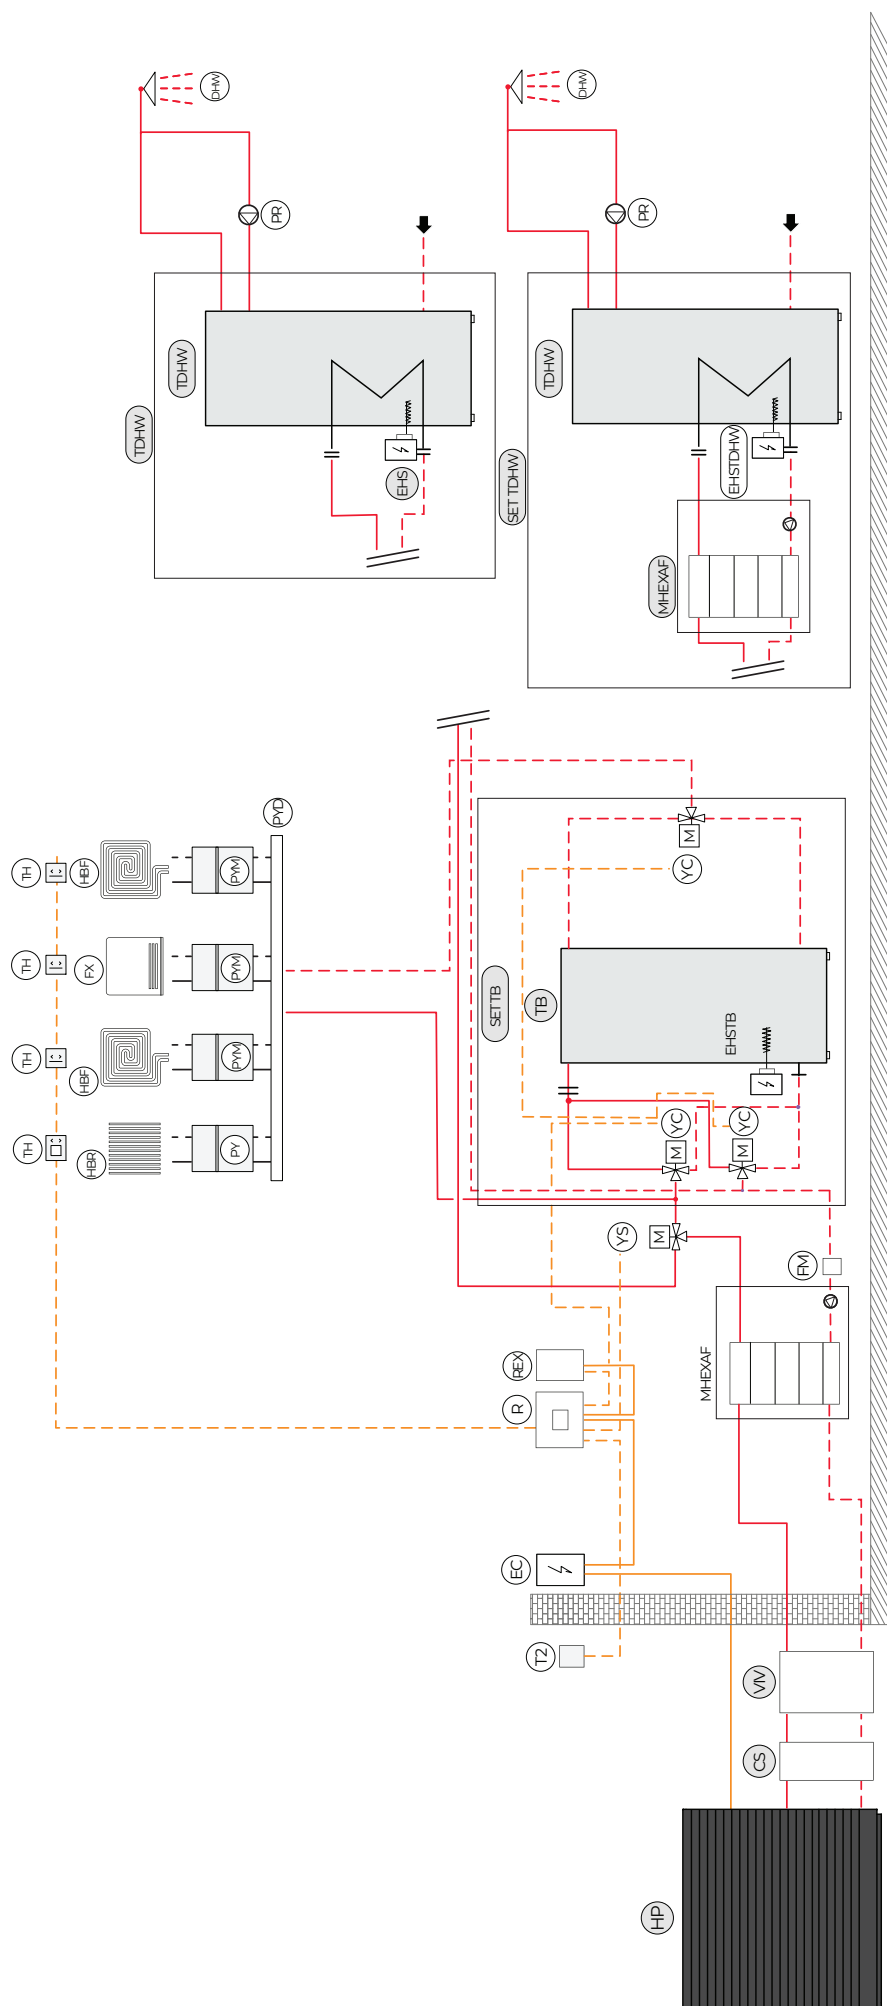 DHW
DHW
PR
PR
TDHW
TDHW
TDHW
EHS
SET TDHW
EHSTDHW
MHEXAF
PYD
TH
HBF
PYM
YC
M
TH
FX
PYM
SETTB
TB
EHSTB
TH
HBF
PYM
YC
YC
M
M
TH
HBR
PY
YS
M
FM
REX
MHEXAF
R
EC
T2
VIV
CS
HP